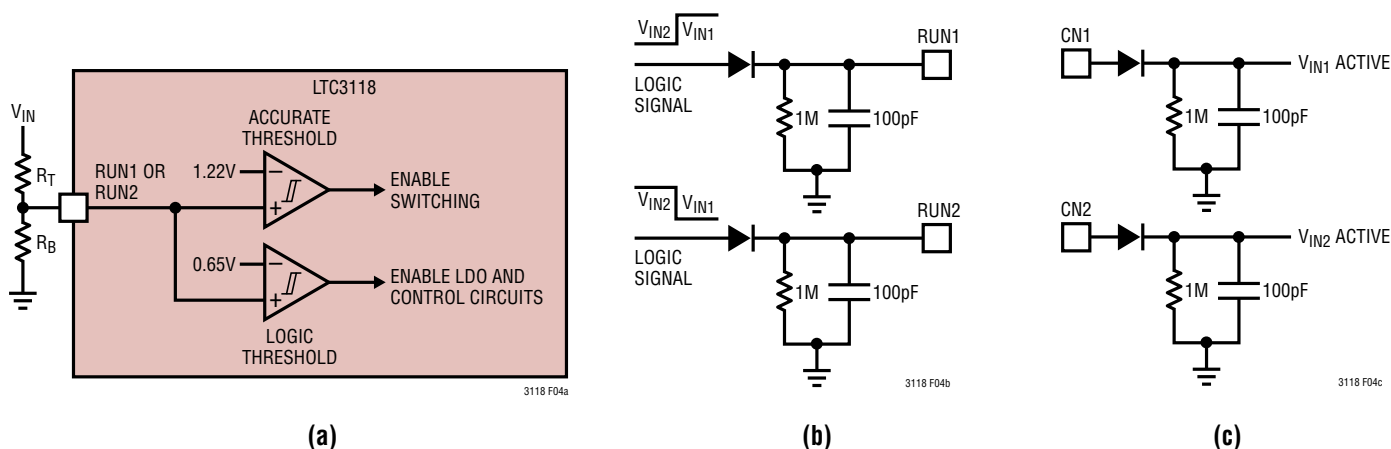 LTC3118
V_IN
R_T
R_B
RUN1 OR
RUN2
ACCURATE
THRESHOLD
1.22V
−
+
ENABLE
SWITCHING
0.65V
−
+
ENABLE LDO AND
CONTROL CIRCUITS
LOGIC
THRESHOLD
3118 F04a
(a)
V_IN2 V_IN1
LOGIC
SIGNAL
RUN1
1M
100pF
V_IN2 V_IN1
LOGIC
SIGNAL
RUN2
1M
100pF
3118 F04b
(b)
CN1
V_IN1 ACTIVE
1M
100pF
CN2
V_IN2 ACTIVE
1M
100pF
3118 F04c
(c)